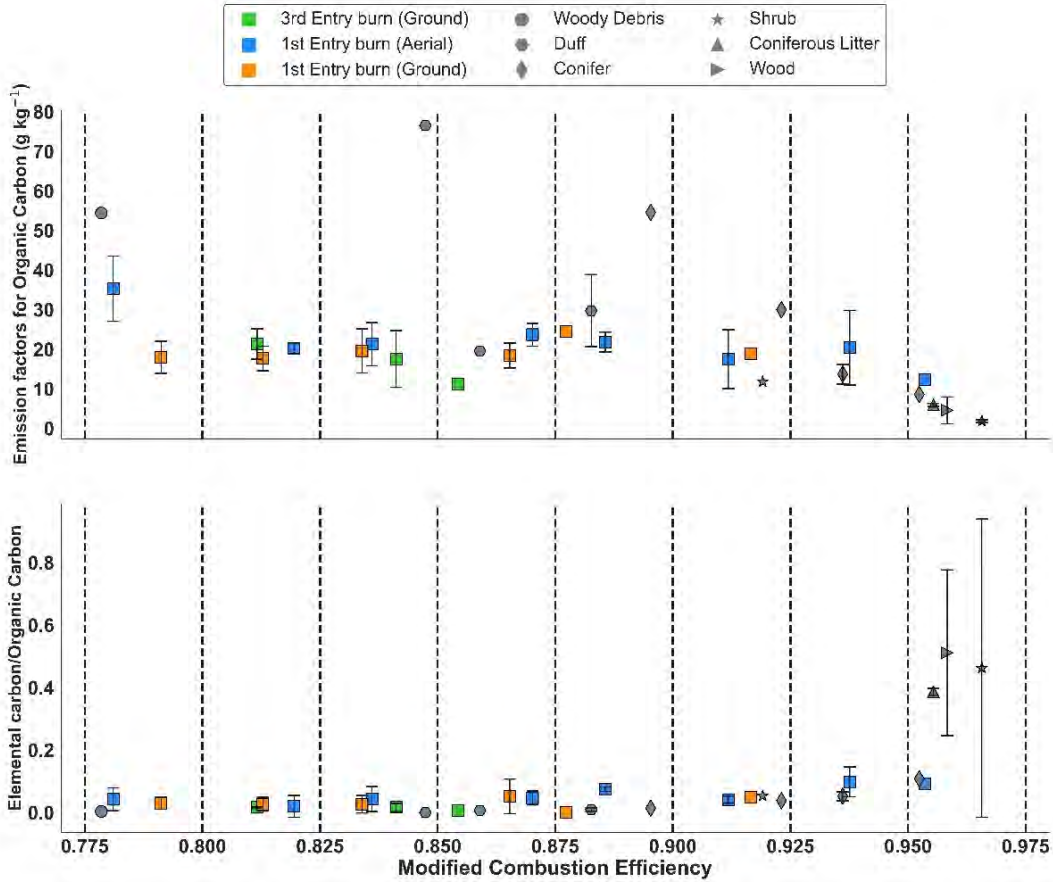 3rd Entry burn (Ground)
1st Entry burn (Aerial)
1st Entry burn (Ground)
Woody Debris
Duff
Conifer
Shrub
Coniferous Litter
Wood
Emission factors for Organic Carbon (g kg⁻¹)
80
70
60
50
40
30
20
10
0
Elemental carbon/Organic Carbon
0.8
0.6
0.4
0.2
0.0
0.775 0.800 0.825 0.850 0.875 0.900 0.925 0.950 0.975
Modified Combustion Efficiency